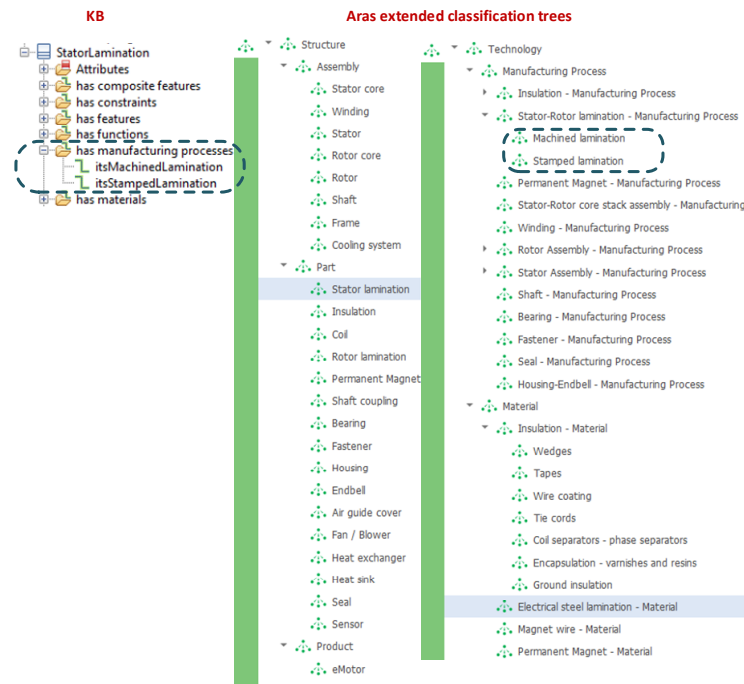 KB
Aras extended classification trees
StatorLamination
Attributes
has composite features
has constraints
has features
has functions
has manufacturing processes
itsMachinedLamination
itsStampedLamination
has materials
Structure
Assembly
Stator core
Winding
Stator
Rotor core
Rotor
Shaft
Frame
Cooling system
Part
Stator lamination
Insulation
Coil
Rotor lamination
Permanent Magnet
Shaft coupling
Bearing
Fastener
Housing
Endbell
Air guide cover
Fan / Blower
Heat exchanger
Heat sink
Seal
Sensor
Product
eMotor
Technology
Manufacturing Process
Insulation - Manufacturing Process
Stator-Rotor lamination - Manufacturing Process
Machined lamination
Stamped lamination
Permanent Magnet - Manufacturing Process
Stator-Rotor core stack assembly - Manufacturing
Winding - Manufacturing Process
Rotor Assembly - Manufacturing Process
Stator Assembly - Manufacturing Process
Shaft - Manufacturing Process
Bearing - Manufacturing Process
Fastener - Manufacturing Process
Seal - Manufacturing Process
Housing-Endbell - Manufacturing Process
Material
Insulation - Material
Wedges
Tapes
Wire coating
Tie cords
Coil separators - phase separators
Encapsulation - varnishes and resins
Ground insulation
Electrical steel lamination - Material
Magnet wire - Material
Permanent Magnet - Material